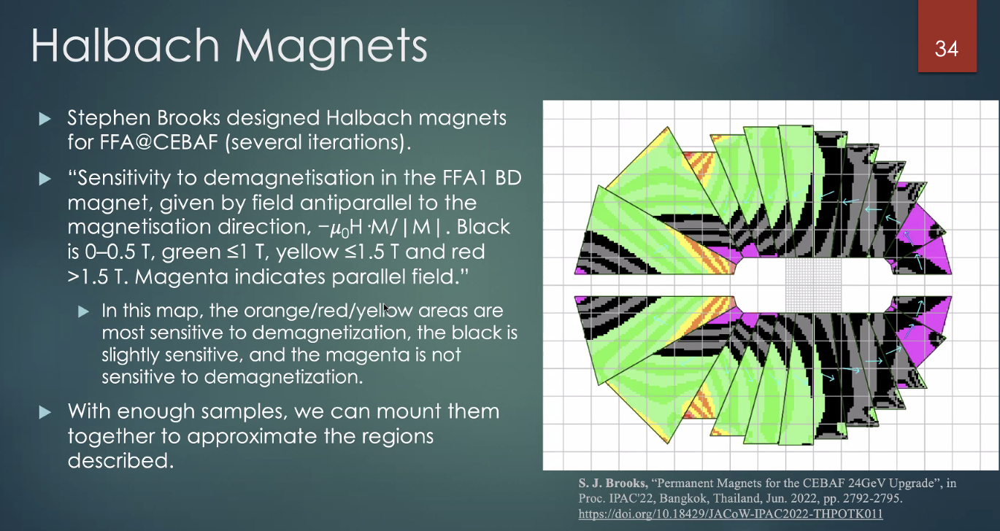 Halbach Magnets
34
Stephen Brooks designed Halbach magnets
for FFA@CEBAF (several iterations).
“Sensitivity to demagnetisation in the FFA1 BD
magnet, given by field antiparallel to the
magnetisation direction, −𝜇₀H·M/|M|. Black
is 0–0.5 T, green ≤1 T, yellow ≤1.5 T and red
>1.5 T. Magenta indicates parallel field.”
In this map, the orange/red/yellow areas are
most sensitive to demagnetization, the black is
slightly sensitive, and the magenta is not
sensitive to demagnetization.
With enough samples, we can mount them
together to approximate the regions
described.
S. J. Brooks, “Permanent Magnets for the CEBAF 24GeV Upgrade”, in
Proc. IPAC'22, Bangkok, Thailand, Jun. 2022, pp. 2792-2795.
https://doi.org/10.18429/JACoW-IPAC2022-THPOTK011